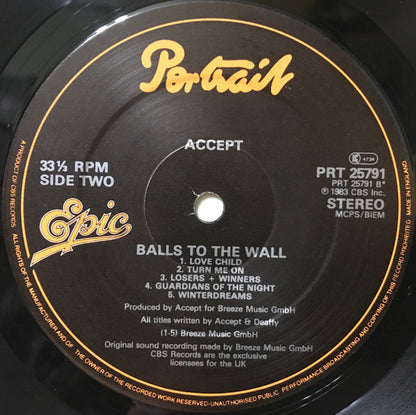 Portrait
ACCEPT
33⅓ RPM
SIDE TWO
K 4734
PRT 25791
PRT 25791 B*
℗ 1983 CBS Inc.
STEREO
MCPS/BIEM
Epic
BALLS TO THE WALL
1. LOVE CHILD
2. TURN ME ON
3. LOSERS + WINNERS
4. GUARDIANS OF THE NIGHT
5. WINTERDREAMS
Produced by Accept for Breeze Music GmbH
All titles written by Accept & Deaffy
(1-5) Breeze Music GmbH
Original sound recording made by Breeze Music GmbH
CBS Records are the exclusive
licensees for the UK
A PRODUCT OF CBS RECORDS. ALL RIGHTS OF THE MANUFACTURER AND OF THE OWNER OF THE RECORDED WORK RESERVED-UNAUTHORISED PUBLIC PERFORMANCE BROADCASTING AND COPYING OF THIS RECORD PROHIBITED MADE IN ENGLAND.